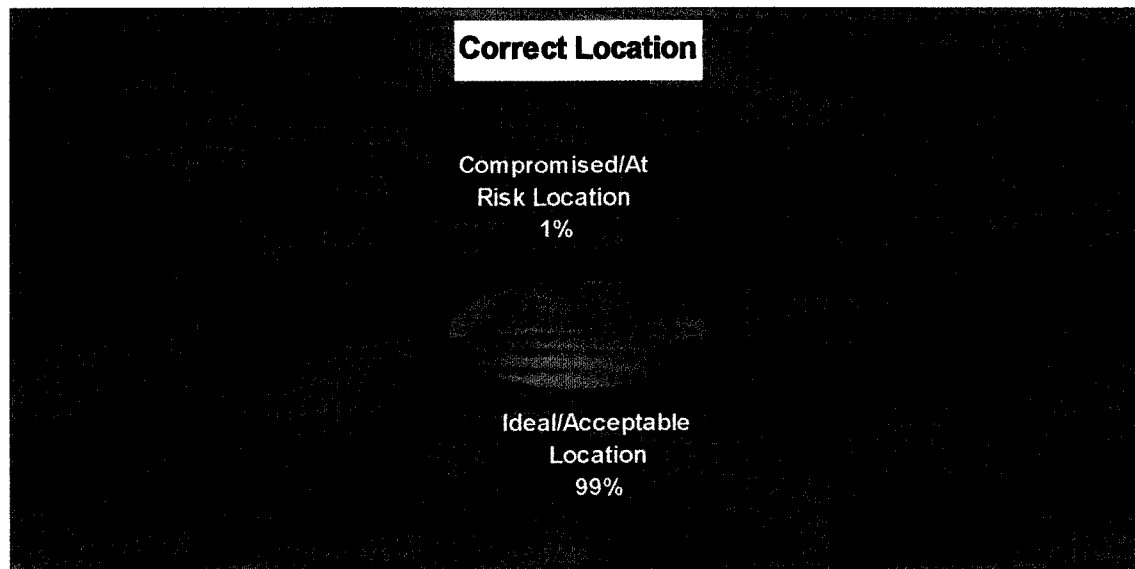 Correct Location
Compromised/At
Risk Location
1%
Ideal/Acceptable
Location
99%